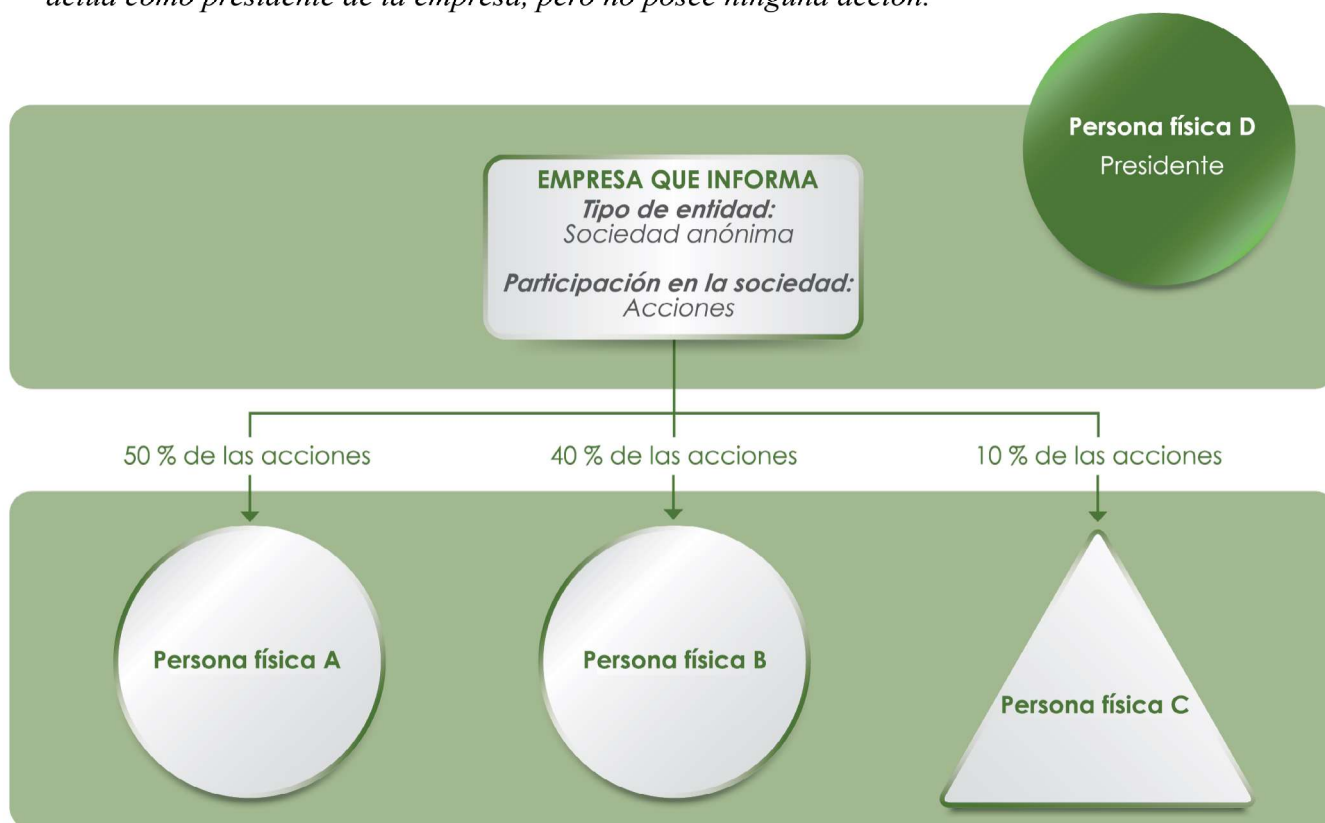 actúa como presidente de la empresa, pero no posee ninguna acción.
Persona física D
Presidente
EMPRESA QUE INFORMA
Tipo de entidad:
Sociedad anónima
Participación en la sociedad:
Acciones
50 % de las acciones
40 % de las acciones
10 % de las acciones
Persona física A
Persona física B
Persona física C